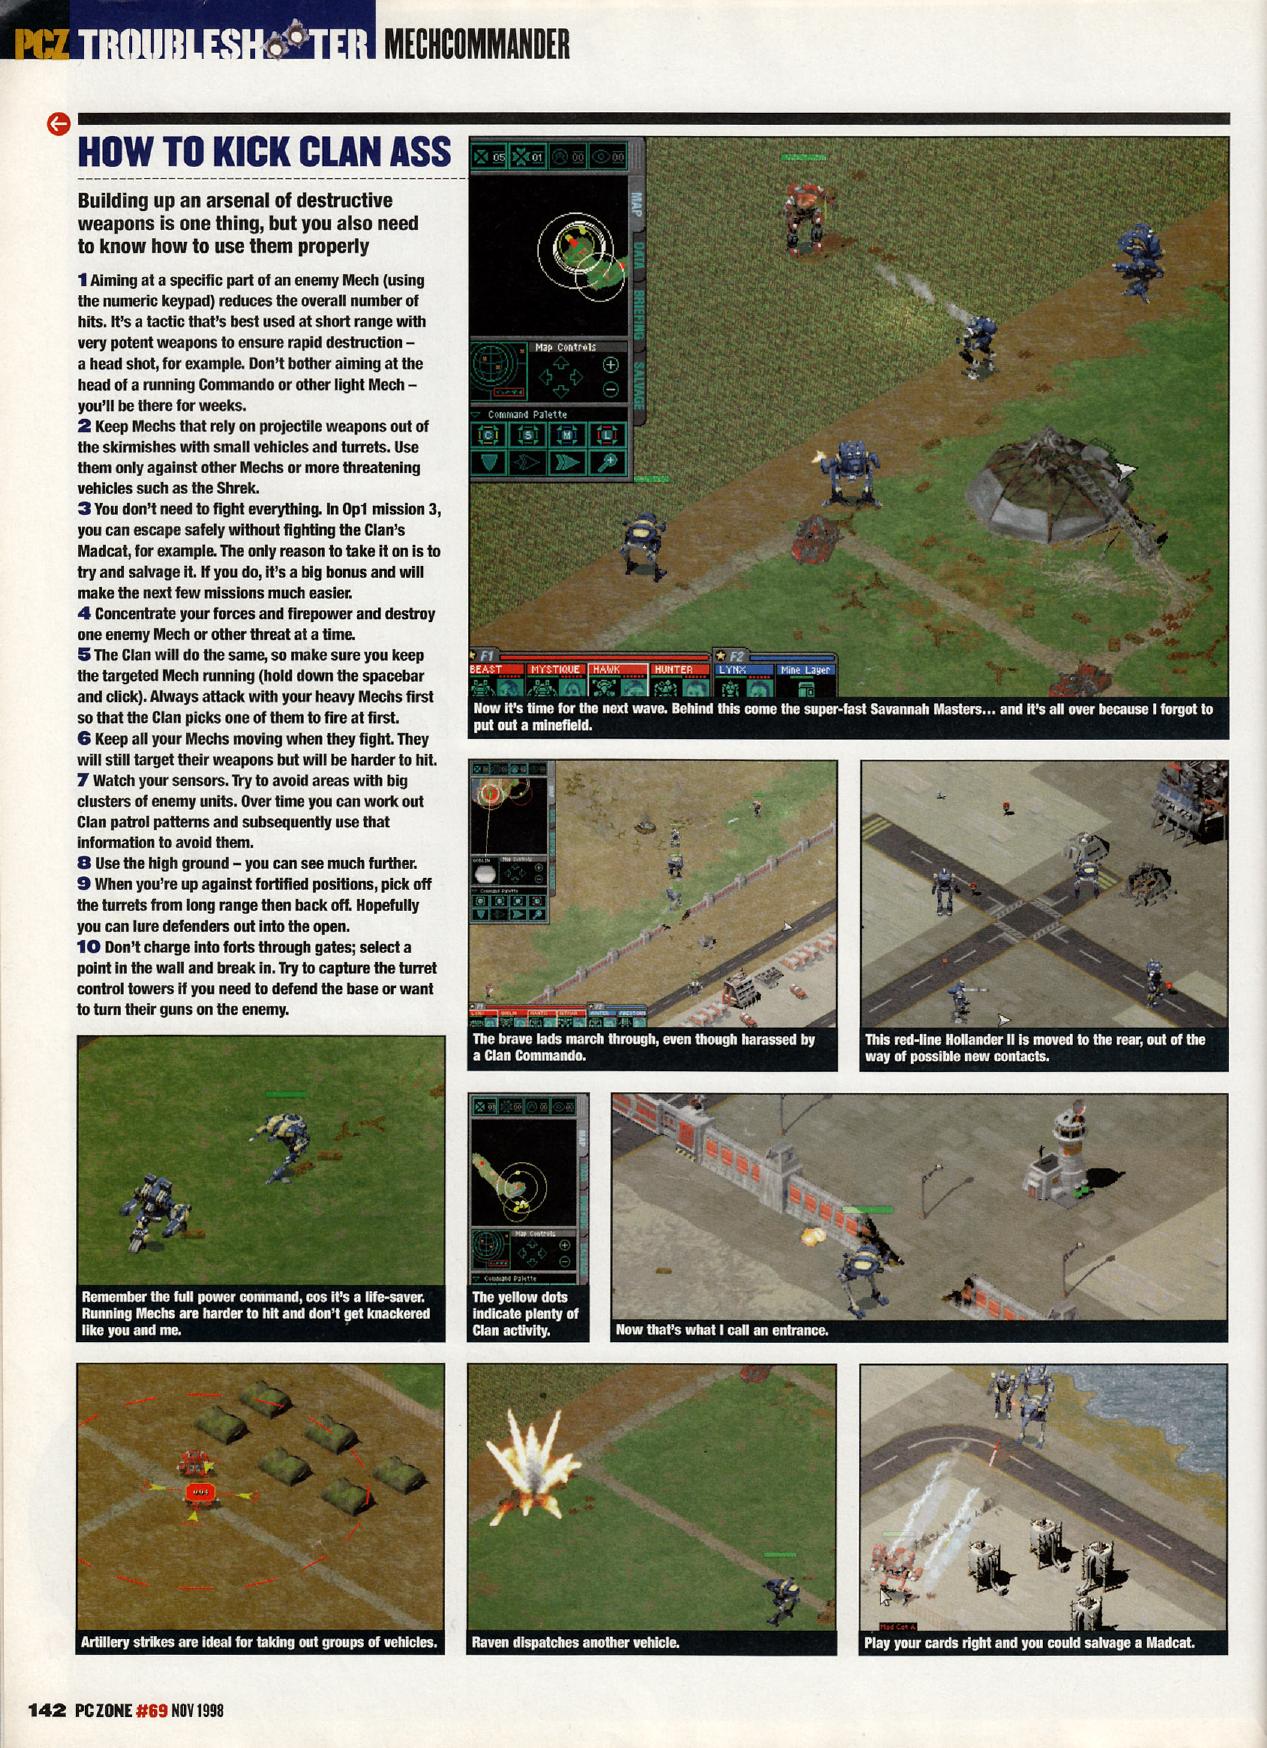 PCZ TROUBLESHOOTER MECHCOMMANDER
HOW TO KICK CLAN ASS
Building up an arsenal of destructive
weapons is one thing, but you also need
to know how to use them properly
1 Aiming at a specific part of an enemy Mech (using
the numeric keypad) reduces the overall number of
hits. It's a tactic that's best used at short range with
very potent weapons to ensure rapid destruction –
a head shot, for example. Don't bother aiming at the
head of a running Commando or other light Mech –
you'll be there for weeks.
2 Keep Mechs that rely on projectile weapons out of
the skirmishes with small vehicles and turrets. Use
them only against other Mechs or more threatening
vehicles such as the Shrek.
3 You don't need to fight everything. In Op1 mission 3,
you can escape safely without fighting the Clan's
Madcat, for example. The only reason to take it on is to
try and salvage it. If you do, it's a big bonus and will
make the next few missions much easier.
4 Concentrate your forces and firepower and destroy
one enemy Mech or other threat at a time.
5 The Clan will do the same, so make sure you keep
the targeted Mech running (hold down the spacebar
and click). Always attack with your heavy Mechs first
so that the Clan picks one of them to fire at first.
6 Keep all your Mechs moving when they fight. They
will still target their weapons but will be harder to hit.
7 Watch your sensors. Try to avoid areas with big
clusters of enemy units. Over time you can work out
Clan patrol patterns and subsequently use that
information to avoid them.
8 Use the high ground – you can see much further.
9 When you're up against fortified positions, pick off
the turrets from long range then back off. Hopefully
you can lure defenders out into the open.
10 Don't charge into forts through gates; select a
point in the wall and break in. Try to capture the turret
control towers if you need to defend the base or want
to turn their guns on the enemy.
05 01 00 00
MAP
DATA
BRIEFING
SALVAGE
Map Controls
Command Palette
C S M L
F1 F2
BEAST MYSTIQUE HAWK HUNTER LYNX Mine Layer
Now it's time for the next wave. Behind this come the super-fast Savannah Masters... and it's all over because I forgot to
put out a minefield.
Map Controls
Command Palette
The brave lads march through, even though harassed by
a Clan Commando.
This red-line Hollander II is moved to the rear, out of the
way of possible new contacts.
Remember the full power command, cos it's a life-saver.
Running Mechs are harder to hit and don't get knackered
like you and me.
MAP
Map Controls
Command Palette
The yellow dots
indicate plenty of
Clan activity.
Now that's what I call an entrance.
Artillery strikes are ideal for taking out groups of vehicles.
Raven dispatches another vehicle.
Mad Cat A
Play your cards right and you could salvage a Madcat.
142 PC ZONE #69 NOV 1998